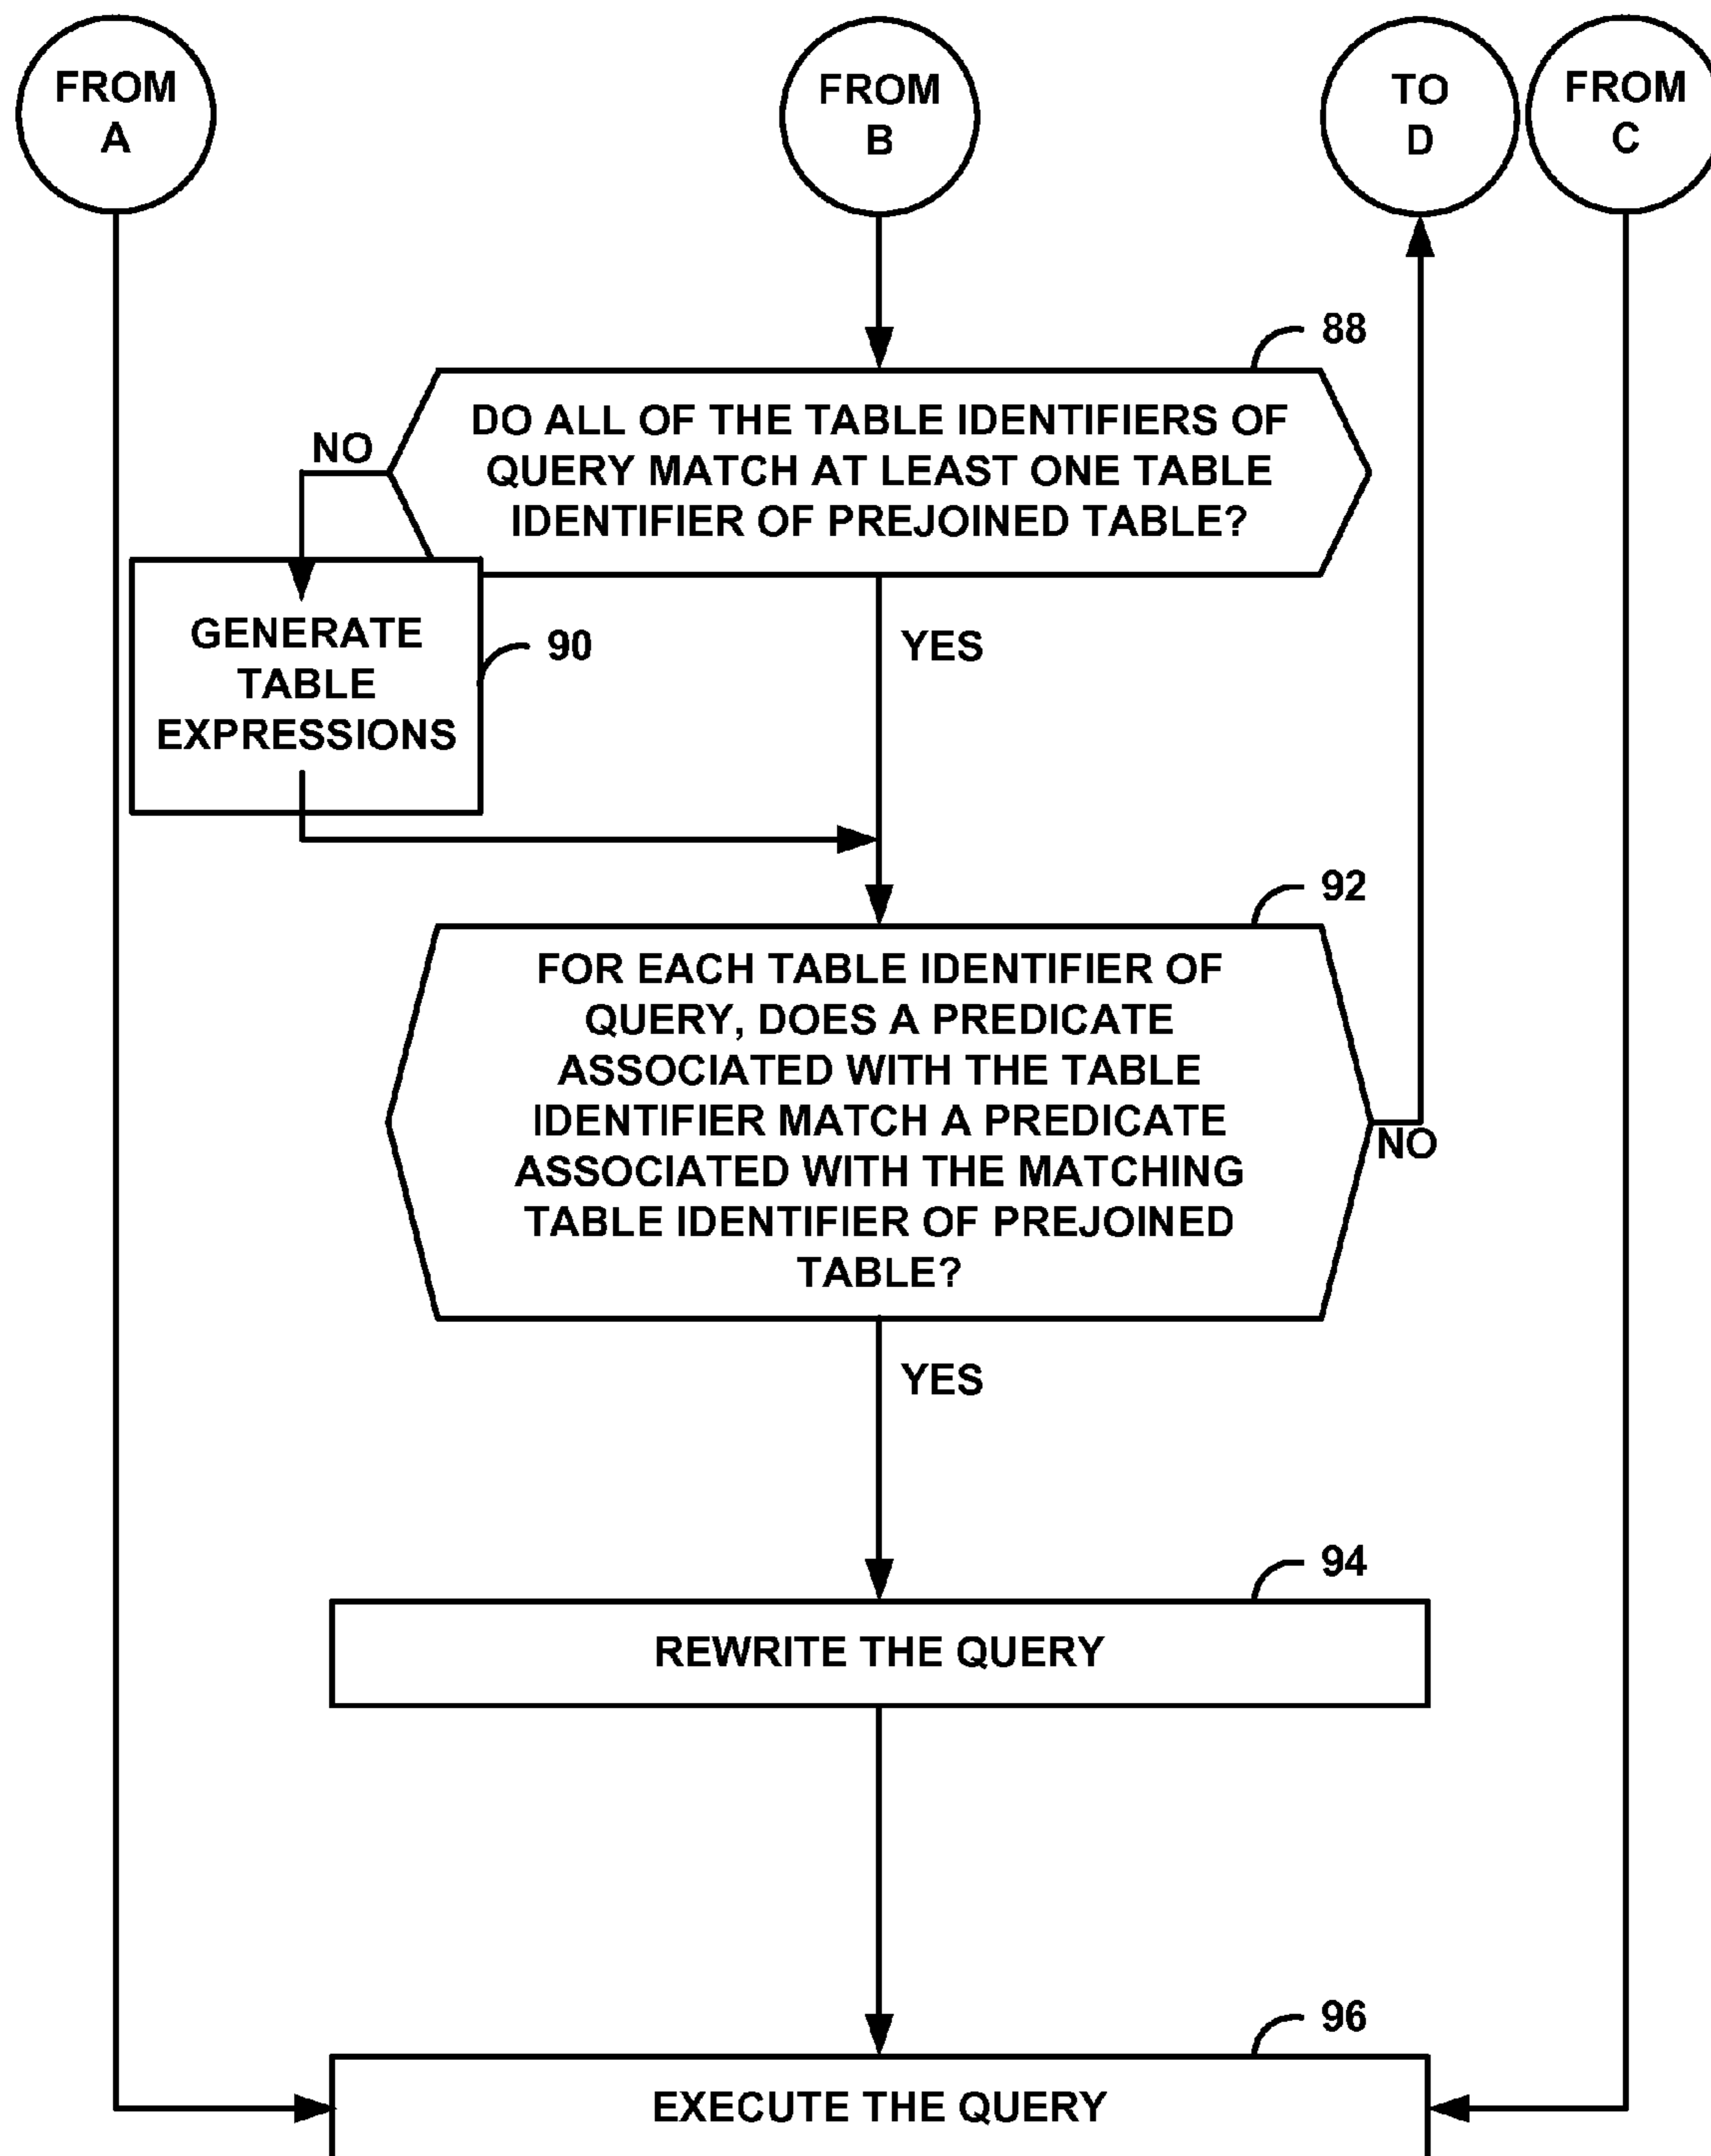 FROM
A
FROM
B
TO
D
FROM
C
88
DO ALL OF THE TABLE IDENTIFIERS OF
QUERY MATCH AT LEAST ONE TABLE
IDENTIFIER OF PREJOINED TABLE?
NO
GENERATE
TABLE
EXPRESSIONS
90
YES
92
FOR EACH TABLE IDENTIFIER OF
QUERY, DOES A PREDICATE
ASSOCIATED WITH THE TABLE
IDENTIFIER MATCH A PREDICATE
ASSOCIATED WITH THE MATCHING
TABLE IDENTIFIER OF PREJOINED
TABLE?
NO
YES
94
REWRITE THE QUERY
96
EXECUTE THE QUERY